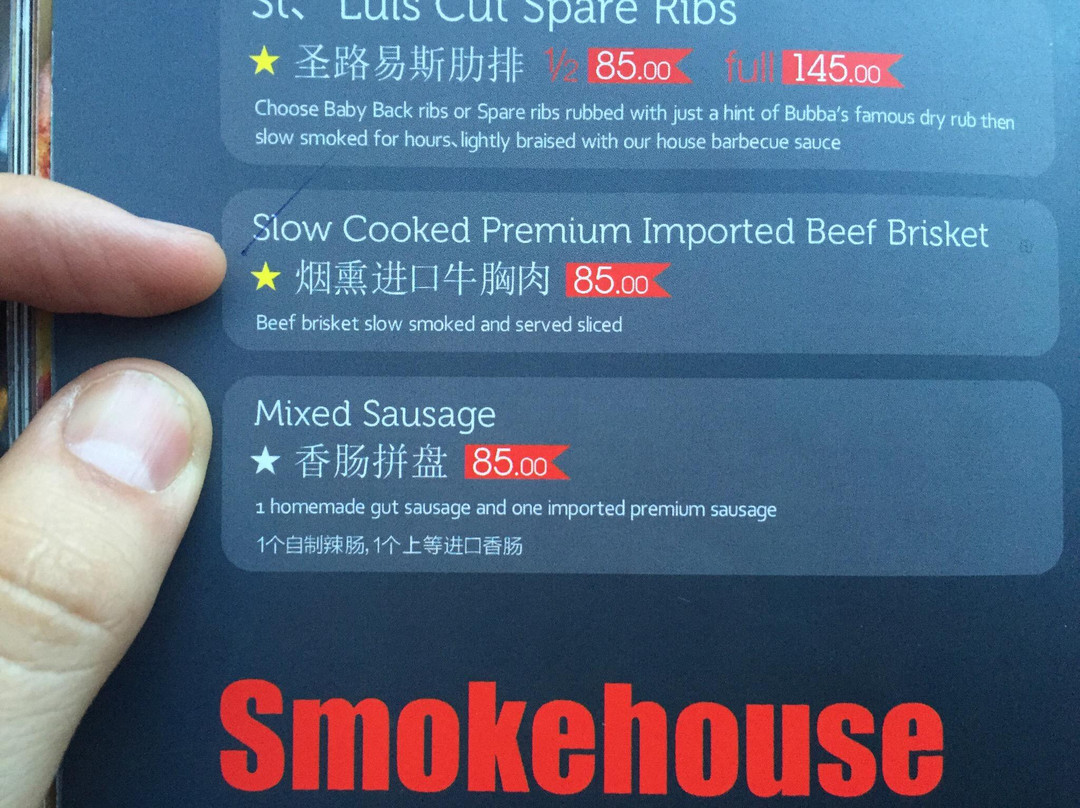 St、 Luis Cut Spare Ribs
圣路易斯肋排 1/2 85.00 full 145.00
Choose Baby Back ribs or Spare ribs rubbed with just a hint of Bubba's famous dry rub then
slow smoked for hours、lightly braised with our house barbecue sauce
Slow Cooked Premium Imported Beef Brisket
烟熏进口牛胸肉 85.00
Beef brisket slow smoked and served sliced
Mixed Sausage
香肠拼盘 85.00
1 homemade gut sausage and one imported premium sausage
1个自制辣肠, 1个上等进口香肠
Smokehouse